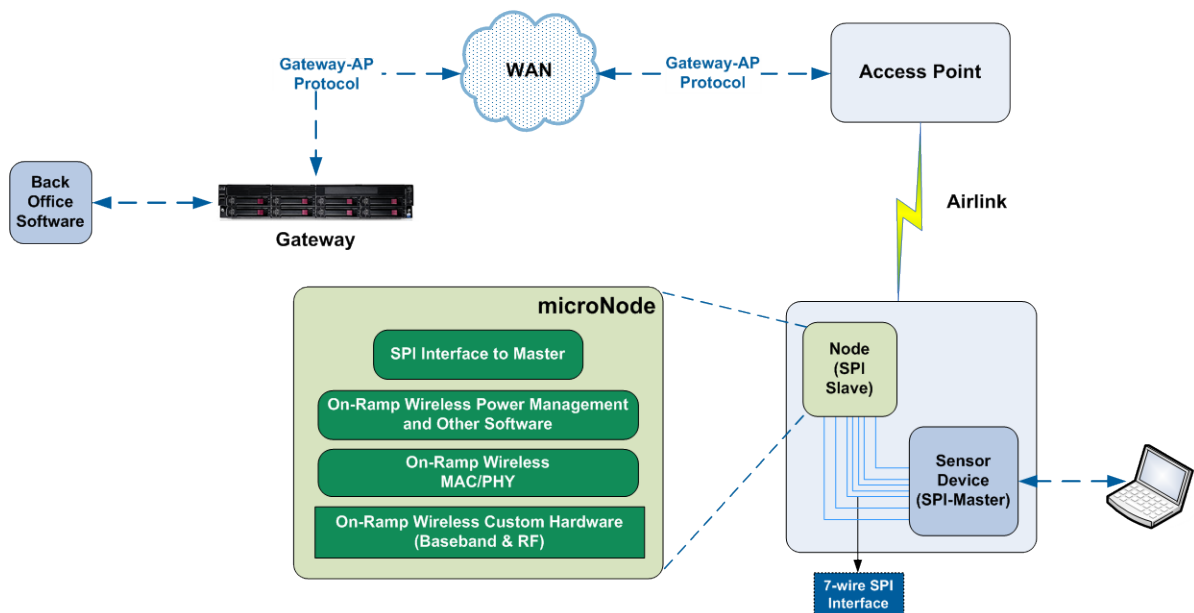 Gateway-AP
Protocol
WAN
Gateway-AP
Protocol
Access Point
Back
Office
Software
Gateway
Airlink
microNode
SPI Interface to Master
On-Ramp Wireless Power Management
and Other Software
On-Ramp Wireless
MAC/PHY
On-Ramp Wireless Custom Hardware
(Baseband & RF)
Node
(SPI
Slave)
Sensor
Device
(SPI-Master)
7-wire SPI
Interface